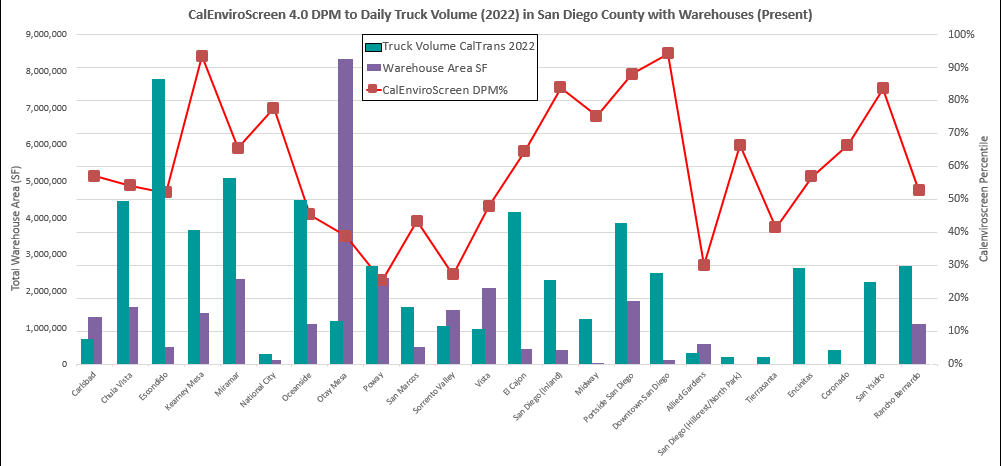 CalEnviroScreen 4.0 DPM to Daily Truck Volume (2022) in San Diego County with Warehouses (Present)
Truck Volume CalTrans 2022
Warehouse Area SF
CalEnviroScreen DPM%
Total Warehouse Area (SF)
9,000,000
8,000,000
7,000,000
6,000,000
5,000,000
4,000,000
3,000,000
2,000,000
1,000,000
0
100%
90%
80%
70%
60%
50%
40%
30%
20%
10%
0%
Calenviroscreen Percentile
Carlsbad
Chula Vista
Escondido
Kearney Mesa
Miramar
National City
Oceanside
Otay Mesa
Poway
San Marcos
Sorrento Valley
Vista
El Cajon
San Diego (Inland)
Midway
Portside San Diego
Downtown San Diego
Allied Gardens
San Diego (Hillcrest/North Park)
Tierrasanta
Encinitas
Coronado
San Ysidro
Rancho Bernardo